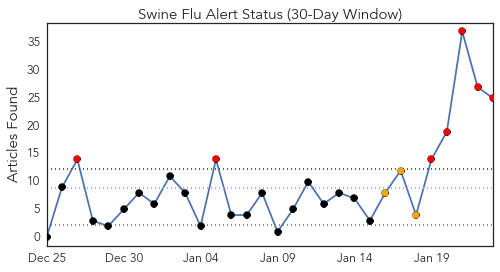 Swine Flu Alert Status (30-Day Window)
Articles Found
35
30
25
20
15
10
5
0
Dec 25 Dec 30 Jan 04 Jan 09 Jan 14 Jan 19